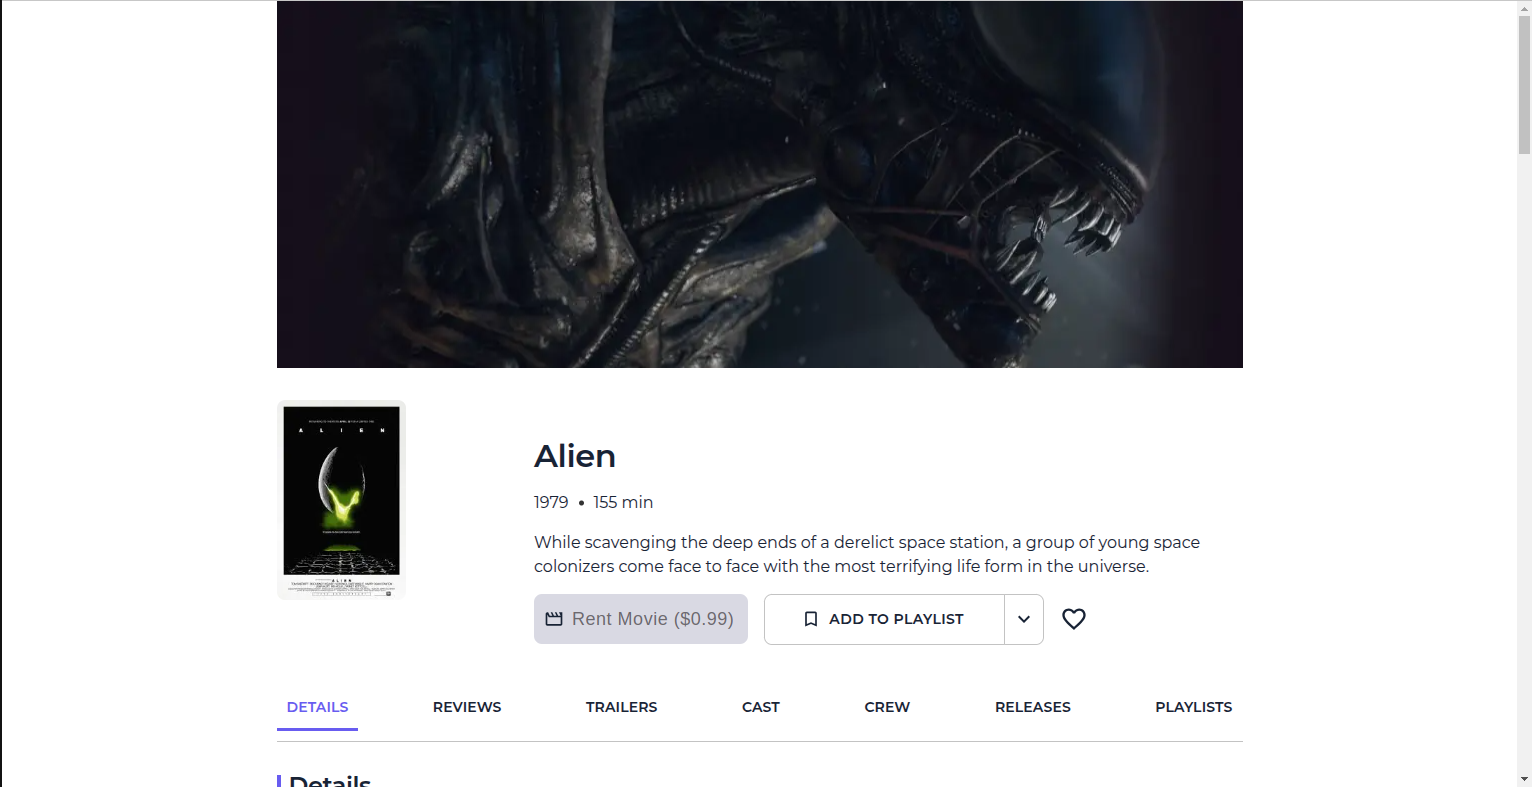 A L I E N
Alien
1979 • 155 min
While scavenging the deep ends of a derelict space station, a group of young space
colonizers come face to face with the most terrifying life form in the universe.
Rent Movie ($0.99)
ADD TO PLAYLIST
DETAILS
REVIEWS
TRAILERS
CAST
CREW
RELEASES
PLAYLISTS
Details